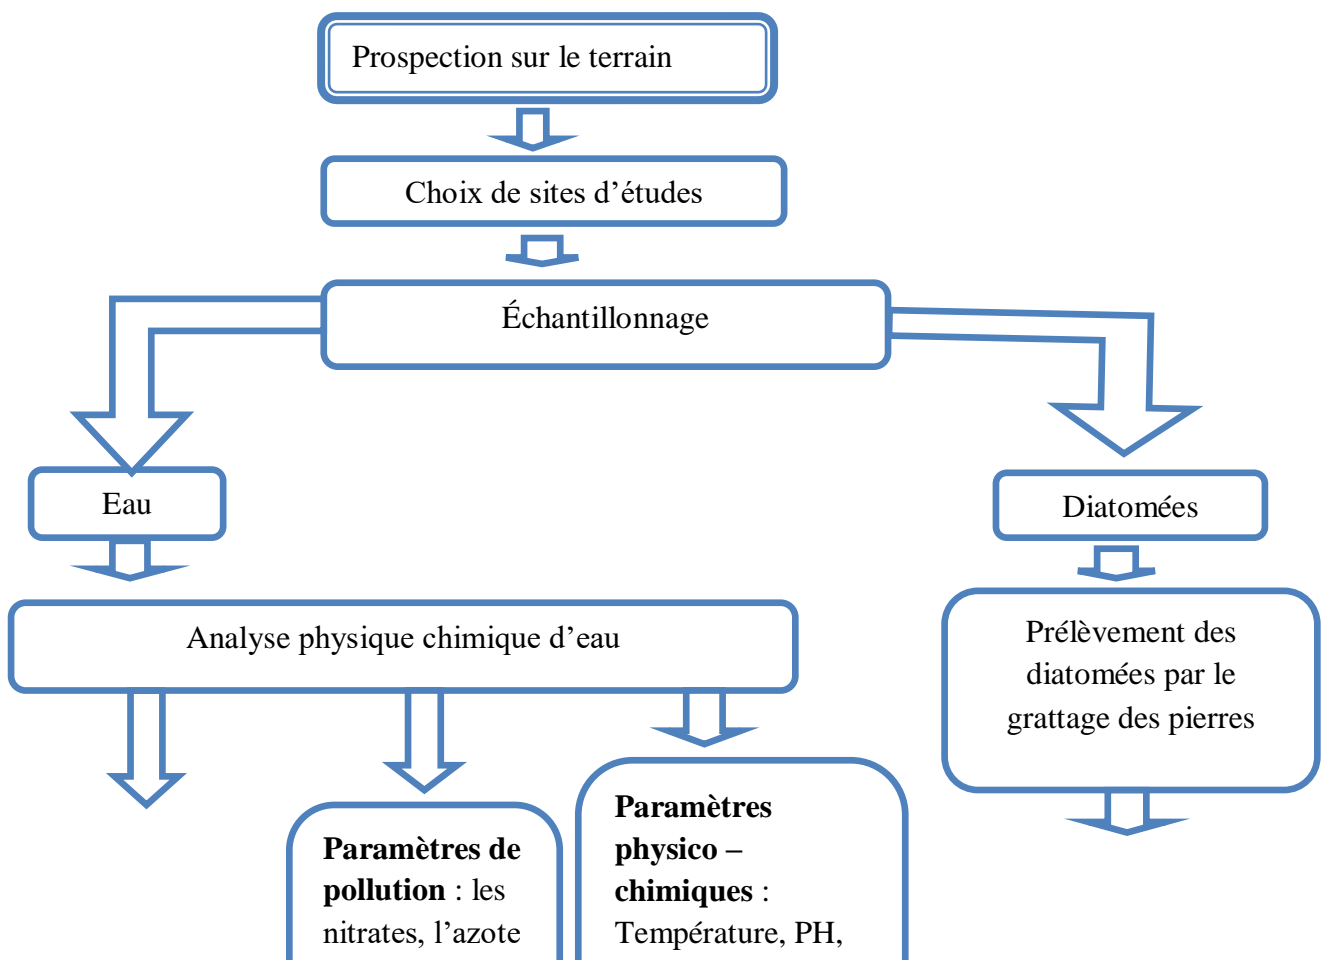 Prospection sur le terrain
Choix de sites d’études
Échantillonnage
Eau
Diatomées
Analyse physique chimique d’eau
Prélèvement des
diatomées par le
grattage des pierres
Paramètres de
pollution : les
nitrates, l’azote
Paramètres
physico –
chimiques :
Température, PH,